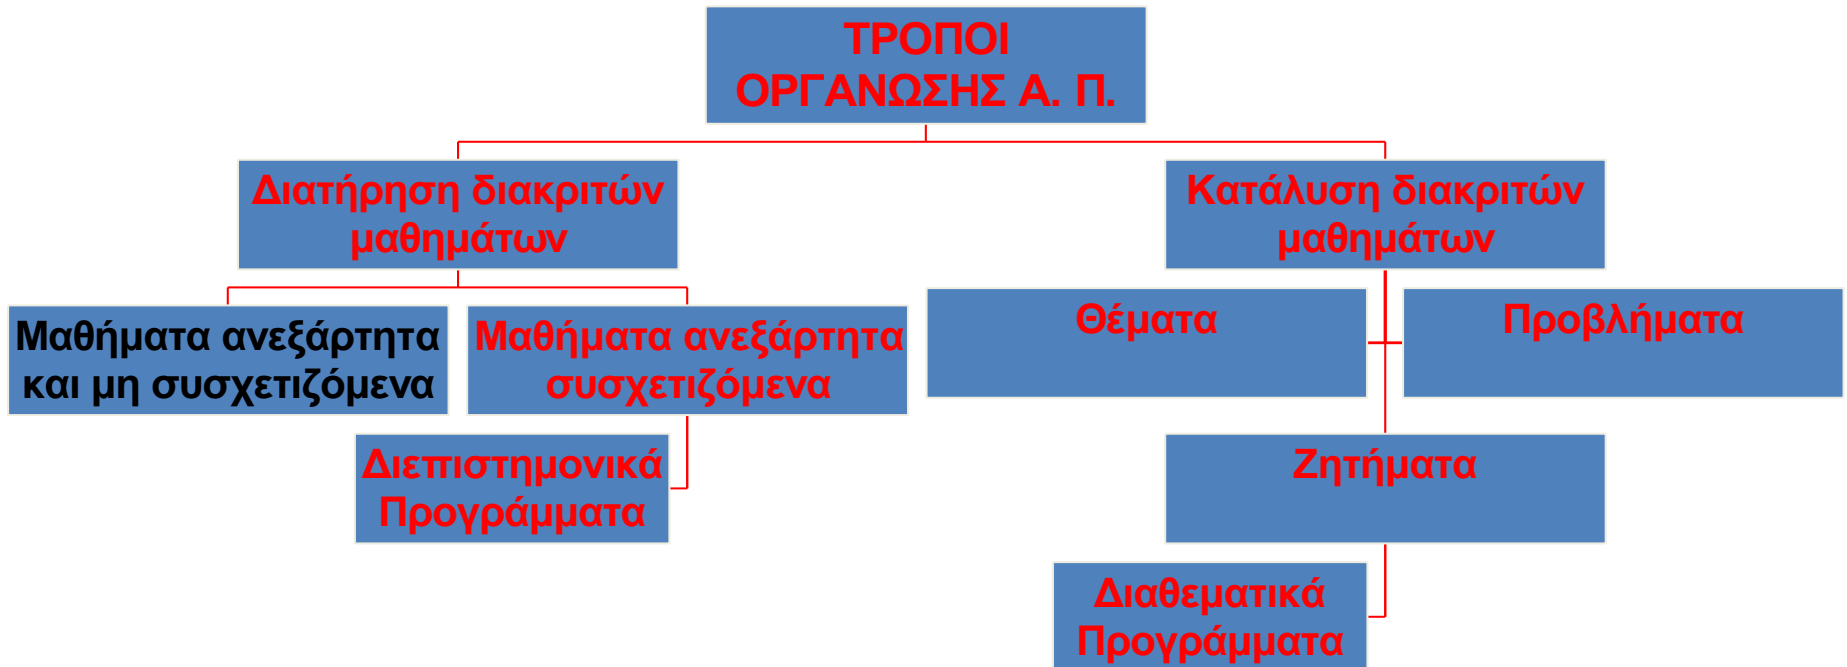 ΤΡΟΠΟΙ
ΟΡΓΑΝΩΣΗΣ Α. Π.
Διατήρηση διακριτών
μαθημάτων
Κατάλυση διακριτών
μαθημάτων
Μαθήματα ανεξάρτητα
και μη συσχετιζόμενα
Μαθήματα ανεξάρτητα
συσχετιζόμενα
Θέματα
Προβλήματα
Διεπιστημονικά
Προγράμματα
Ζητήματα
Διαθεματικά
Προγράμματα